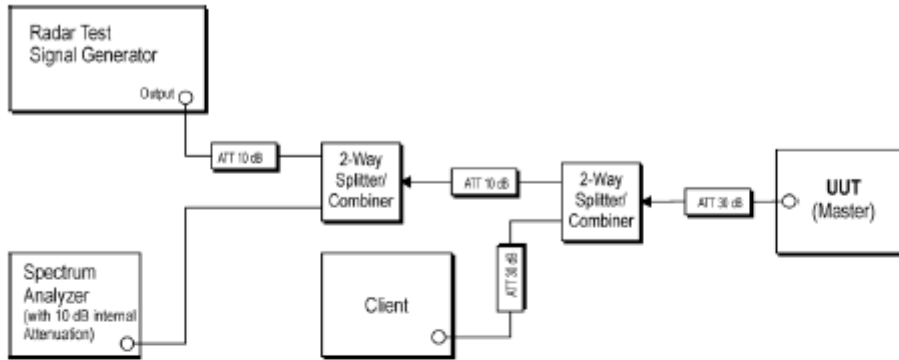 Radar Test
Signal Generator
Output
ATT 10 dB
2-Way
Splitter/
Combiner
ATT 10 dB
2-Way
Splitter/
Combiner
ATT 30 dB
UUT
(Master)
Spectrum
Analyzer
(with 10 dB internal
Attenuation)
Client
ATT 30 dB